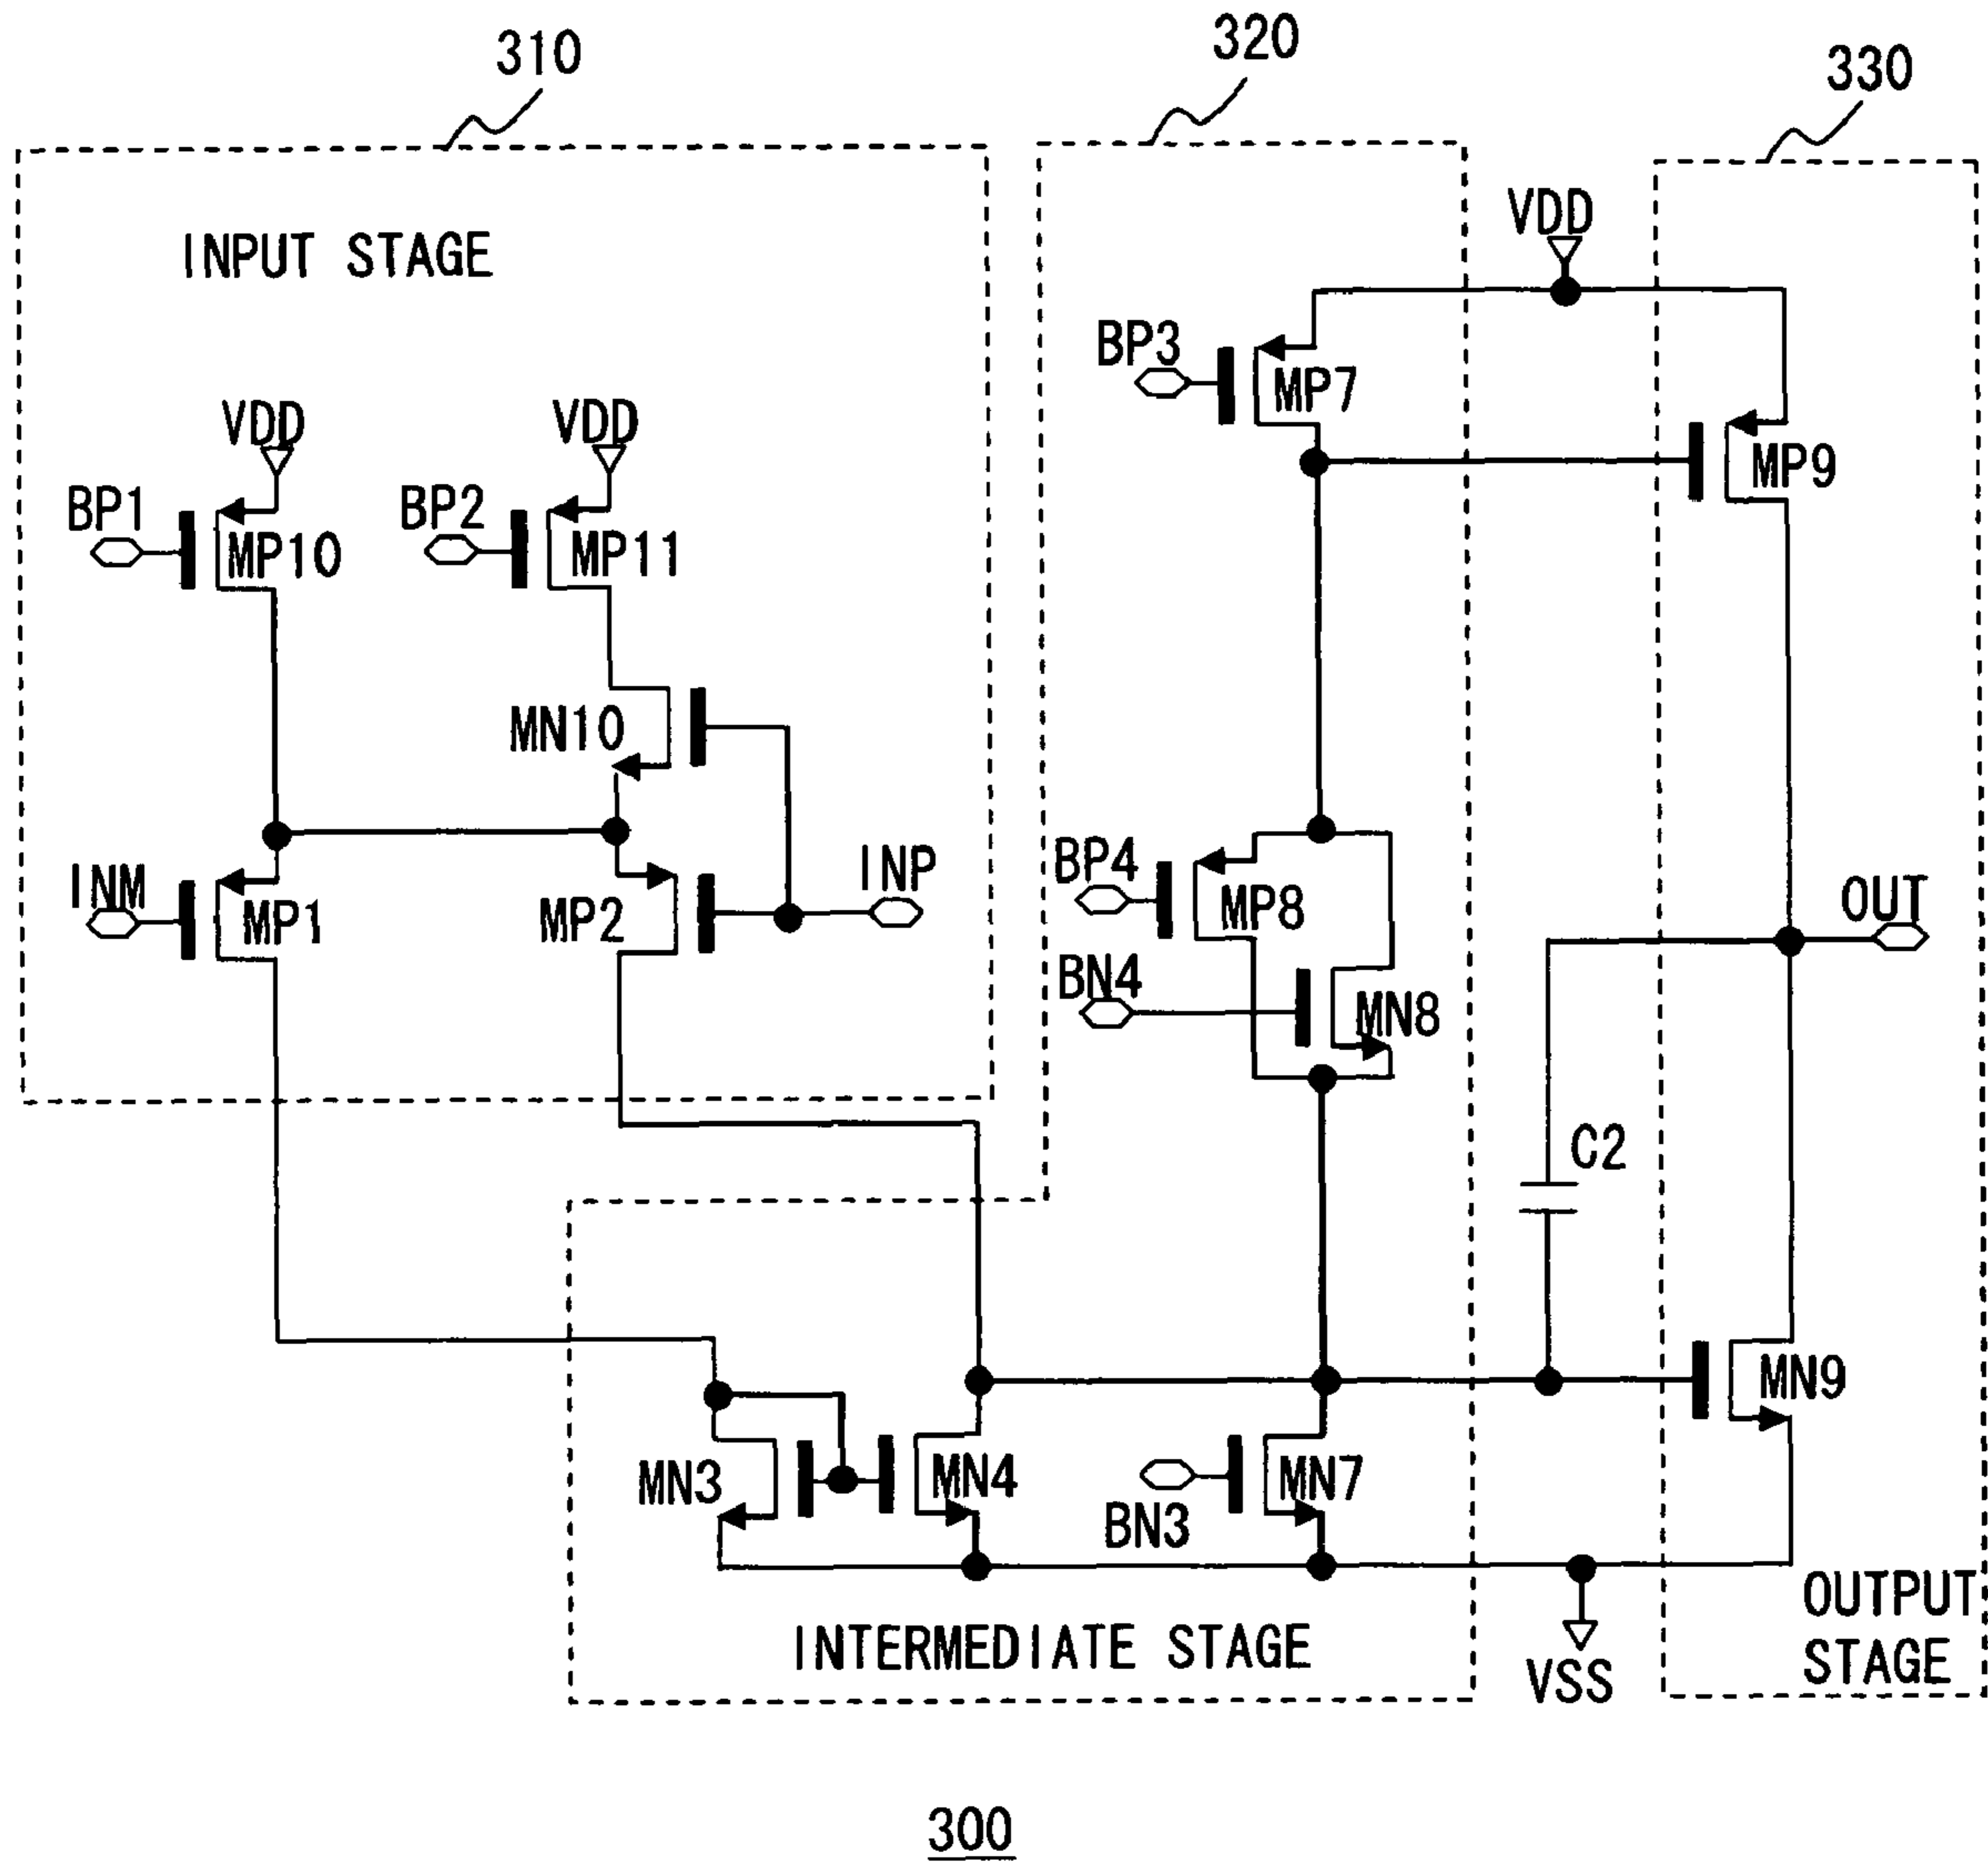 310
320
330
INPUT STAGE
VDD
BP3
MP7
VDD
VDD
MP9
BP1
MP10
BP2
MP11
MN10
INM
MP1
MP2
INP
BP4
MP8
OUT
BN4
MN8
C2
MN9
MN3
MN4
MN7
BN3
INTERMEDIATE STAGE
VSS
OUTPUT
STAGE
300